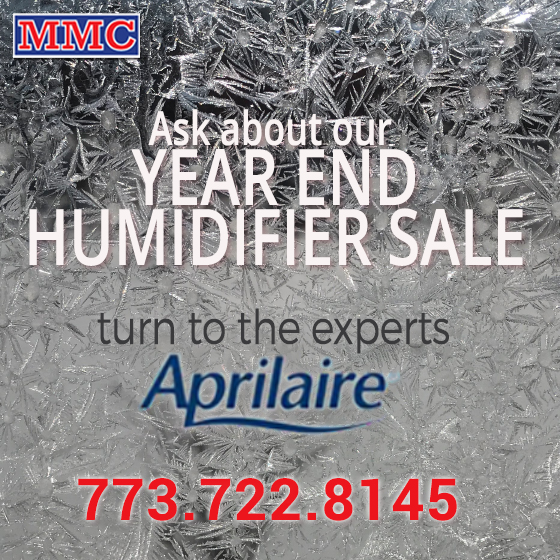 MMC
Ask about our
YEAR END
HUMIDIFIER SALE
turn to the experts
Aprilaire
773.722.8145